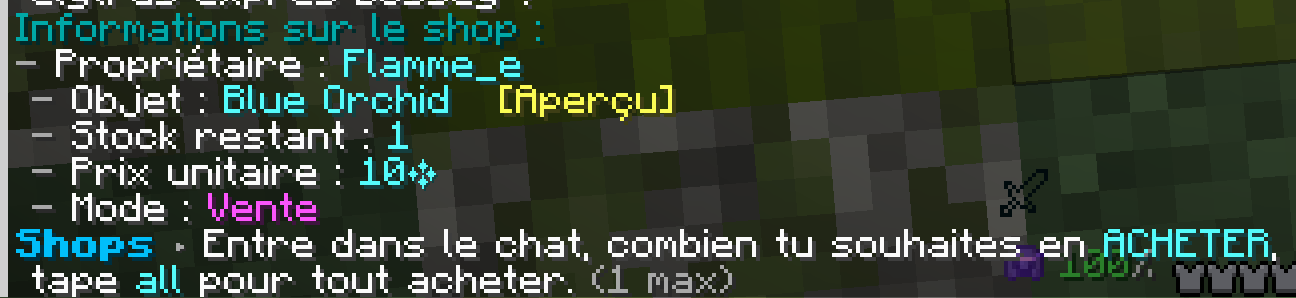 Informations sur le shop :
- Propriétaire : Flamme_e
- Objet : Blue Orchid [Aperçu]
- Stock restant : 1
- Prix unitaire : 10
- Mode : Vente
Shops · Entre dans le chat, combien tu souhaites en ACHETER,
tape all pour tout acheter. (1 max)
100%